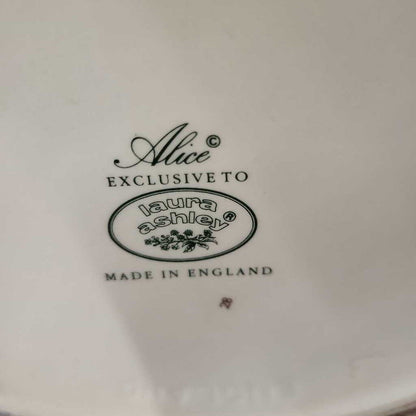 Alice ©
EXCLUSIVE TO
laura
ashley ®
MADE IN ENGLAND